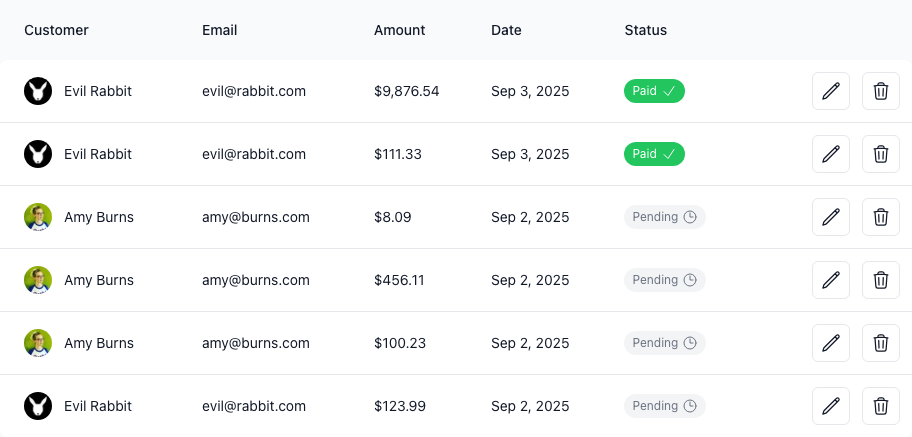 Customer Email Amount Date Status
Evil Rabbit evil@rabbit.com $9,876.54 Sep 3, 2025 Paid
Evil Rabbit evil@rabbit.com $111.33 Sep 3, 2025 Paid
Amy Burns amy@burns.com $8.09 Sep 2, 2025 Pending
Amy Burns amy@burns.com $456.11 Sep 2, 2025 Pending
Amy Burns amy@burns.com $100.23 Sep 2, 2025 Pending
Evil Rabbit evil@rabbit.com $123.99 Sep 2, 2025 Pending